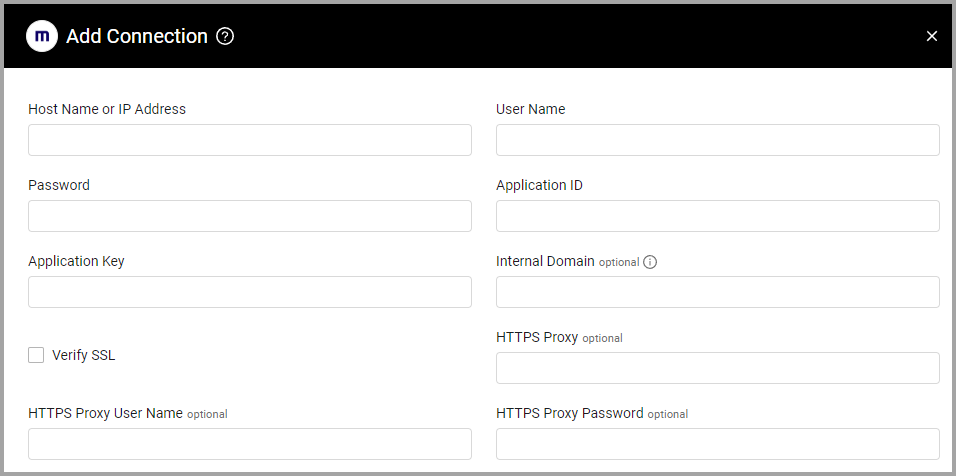 m Add Connection ?
Host Name or IP Address
User Name
Password
Application ID
Application Key
Internal Domain optional i
Verify SSL
HTTPS Proxy optional
HTTPS Proxy User Name optional
HTTPS Proxy Password optional